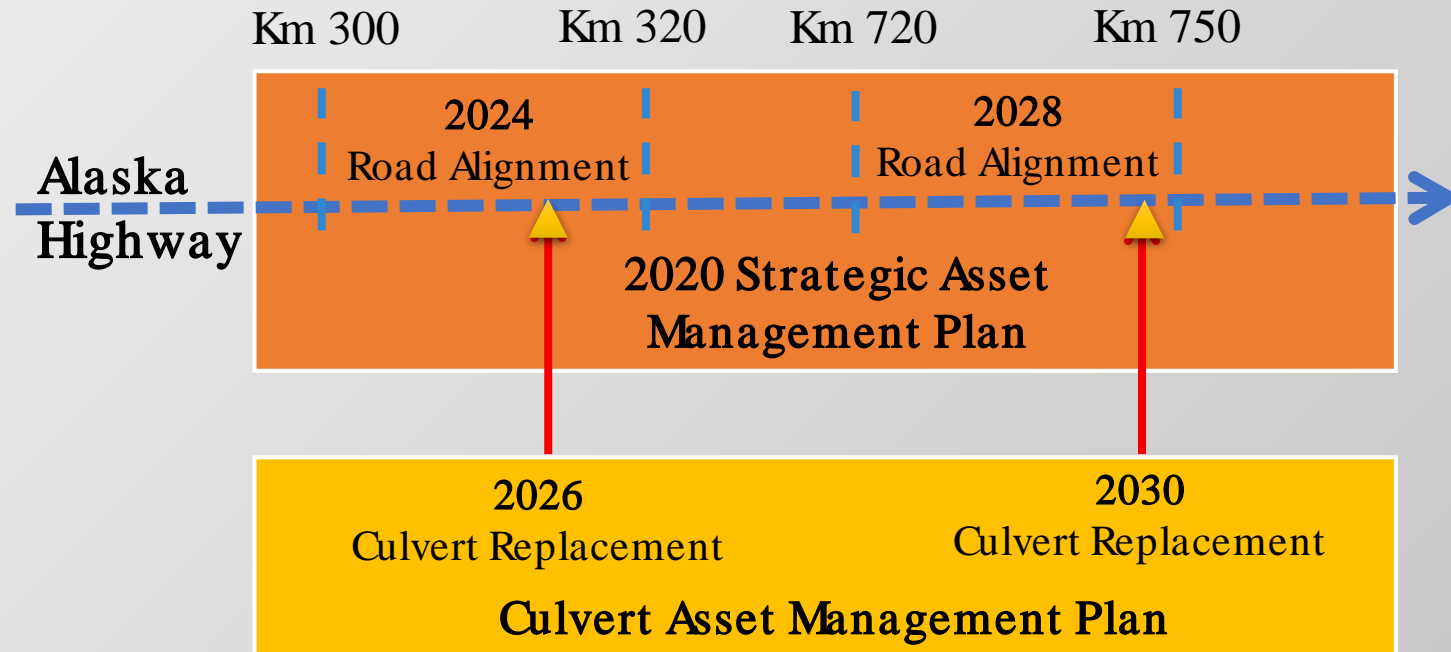 Km 300
Km 320
Km 720
Km 750
2024
Road Alignment
2028
Road Alignment
Alaska
Highway
2020 Strategic Asset
Management Plan
2026
Culvert Replacement
2030
Culvert Replacement
Culvert Asset Management Plan